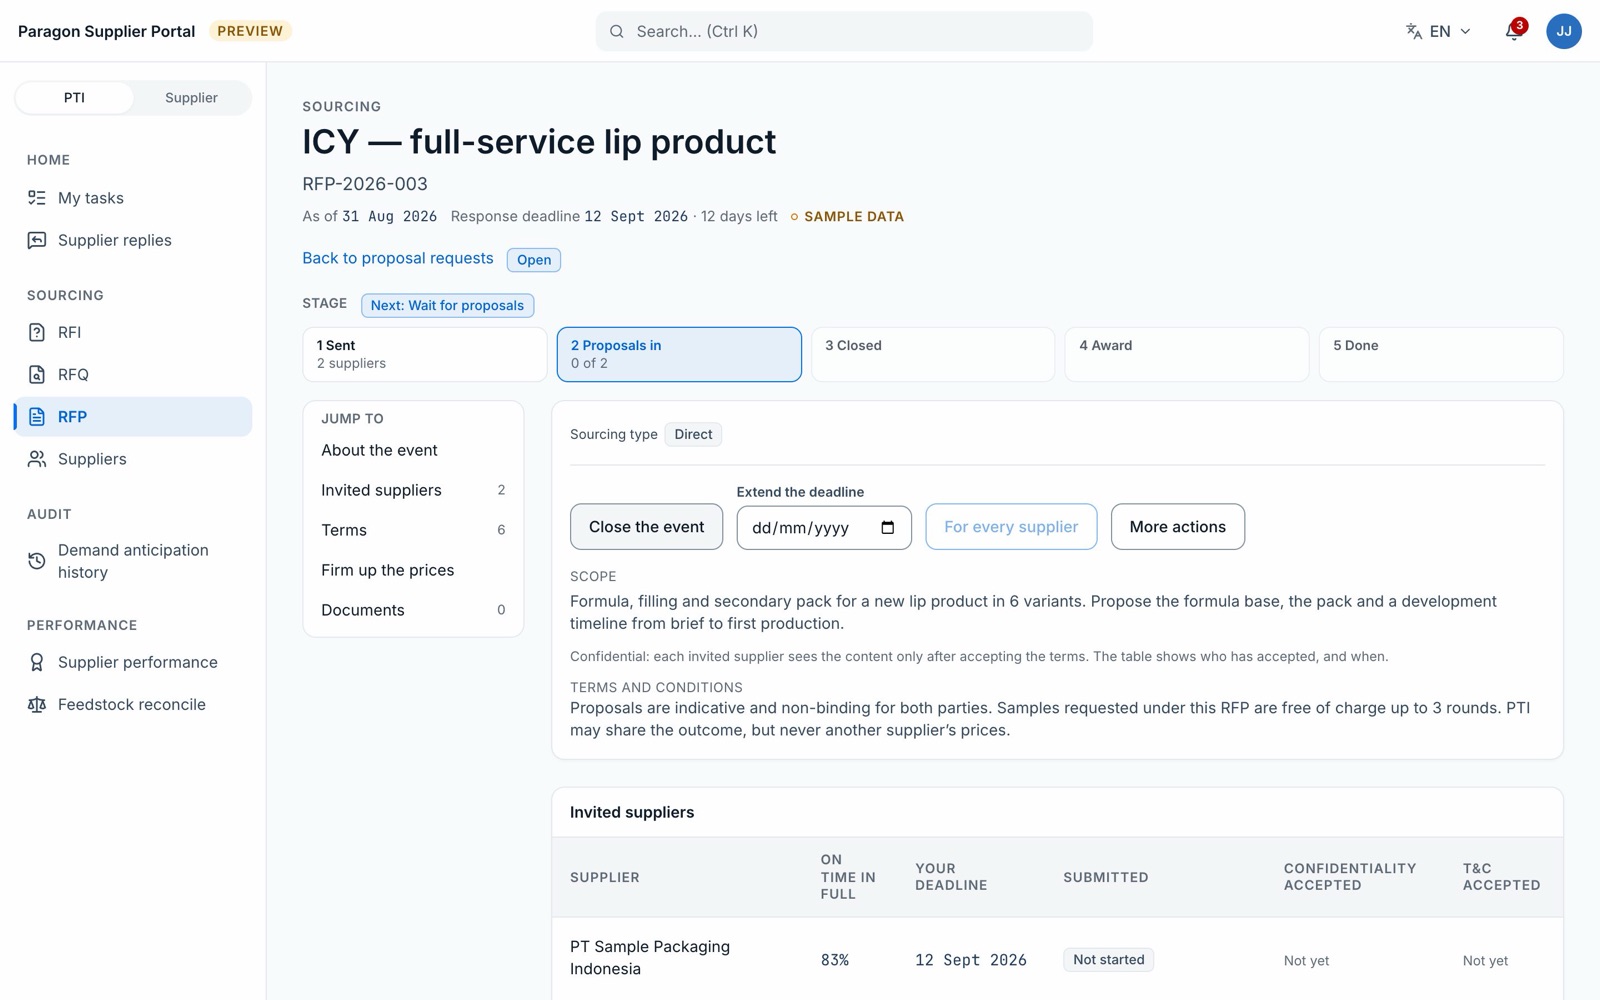 Paragon Supplier Portal PREVIEW
Search... (Ctrl K)
EN
3
JJ
PTI
Supplier
HOME
My tasks
Supplier replies
SOURCING
RFI
RFQ
RFP
Suppliers
AUDIT
Demand anticipation
history
PERFORMANCE
Supplier performance
Feedstock reconcile
SOURCING
ICY — full-service lip product
RFP-2026-003
As of 31 Aug 2026 Response deadline 12 Sept 2026 · 12 days left SAMPLE DATA
Back to proposal requests Open
STAGE Next: Wait for proposals
1 Sent
2 suppliers
2 Proposals in
0 of 2
3 Closed
4 Award
5 Done
JUMP TO
About the event
Invited suppliers 2
Terms 6
Firm up the prices
Documents 0
Sourcing type Direct
Extend the deadline
Close the event dd/mm/yyyy For every supplier More actions
SCOPE
Formula, filling and secondary pack for a new lip product in 6 variants. Propose the formula base, the pack and a development
timeline from brief to first production.
Confidential: each invited supplier sees the content only after accepting the terms. The table shows who has accepted, and when.
TERMS AND CONDITIONS
Proposals are indicative and non-binding for both parties. Samples requested under this RFP are free of charge up to 3 rounds. PTI
may share the outcome, but never another supplier’s prices.
Invited suppliers
SUPPLIER
ON
TIME IN
FULL
YOUR
DEADLINE
SUBMITTED
CONFIDENTIALITY
ACCEPTED
T&C
ACCEPTED
PT Sample Packaging
Indonesia
83%
12 Sept 2026
Not started
Not yet
Not yet